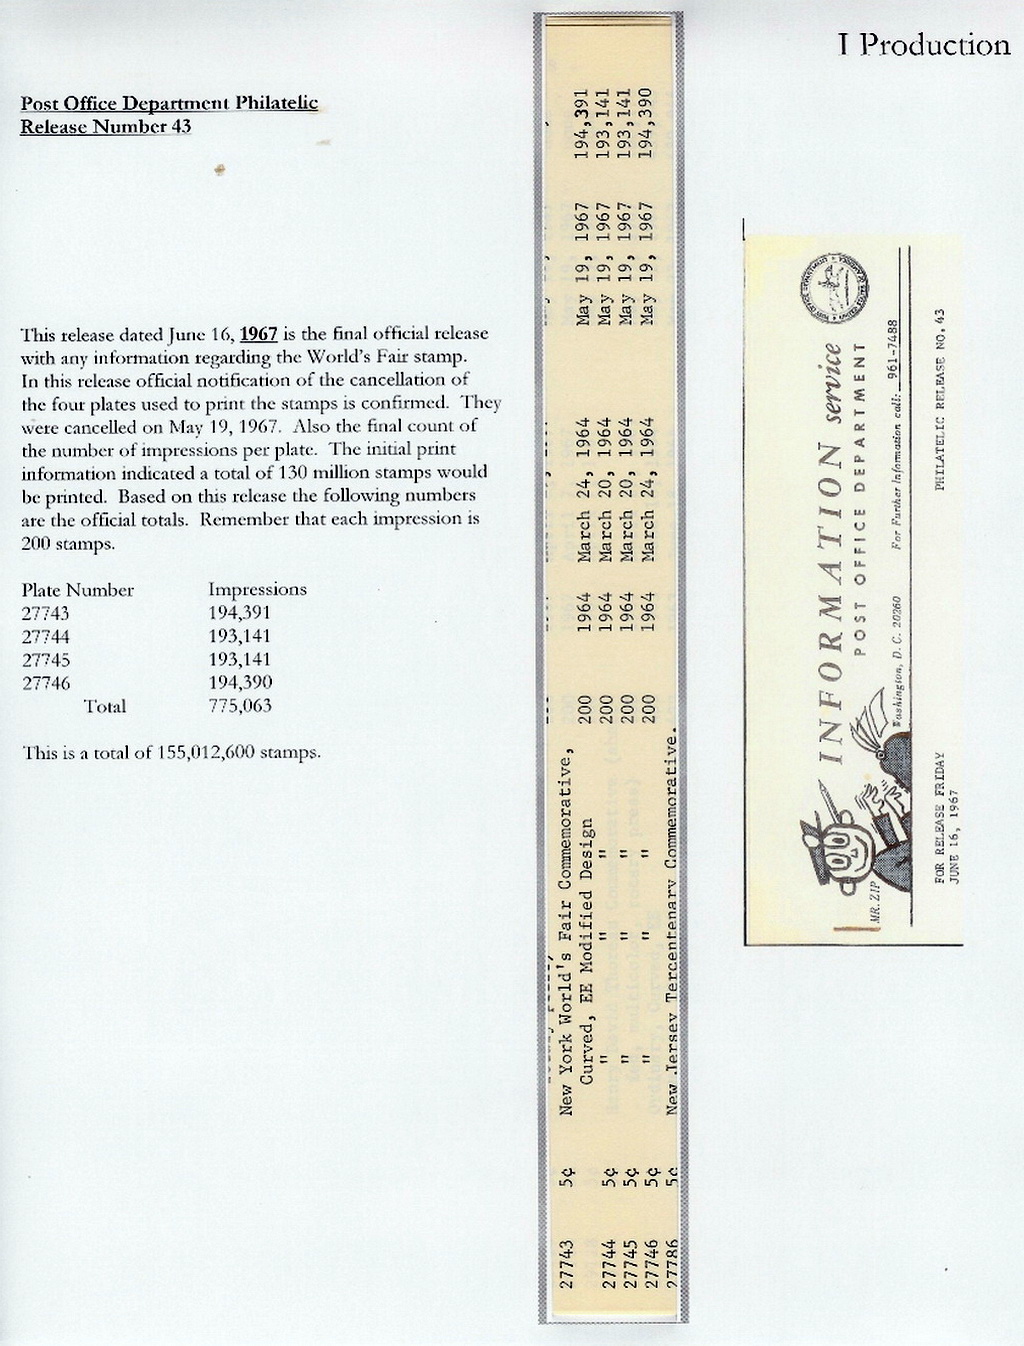 I Production
Post Office Department Philatelic
Release Number 43
This release dated June 16, 1967 is the final official release
with any information regarding the World's Fair stamp.
In this release official notification of the cancellation of
the four plates used to print the stamps is confirmed. They
were cancelled on May 19, 1967. Also the final count of
the number of impressions per plate. The initial print
information indicated a total of 130 million stamps would
be printed. Based on this release the following numbers
are the official totals. Remember that each impression is
200 stamps.
Plate Number Impressions
27743 194,391
27744 193,141
27745 193,141
27746 194,390
Total 775,063
This is a total of 155,012,600 stamps.
27743 5¢ New York World's Fair Commemorative,
Curved, EE Modified Design 200 1964 March 24, 1964 May 19, 1967 194,391
27744 5¢ " " " 200 1964 March 20, 1964 May 19, 1967 193,141
27745 5¢ " " " 200 1964 March 20, 1964 May 19, 1967 193,141
27746 5¢ " " " 200 1964 March 24, 1964 May 19, 1967 194,390
27786 5¢ New Jersey Tercentenary Commemorative.
INFORMATION service
POST OFFICE DEPARTMENT
MR. ZIP
Washington, D. C. 20260 For Further Information call: 961-7488
FOR RELEASE FRIDAY PHILATELIC RELEASE NO. 43
JUNE 16, 1967